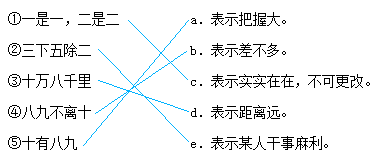 ①一是一，二是二 a．表示把握大。
②三下五除二 b．表示差不多。
③十万八千里 c．表示实实在在，不可更改。
④八九不离十 d．表示距离远。
⑤十有八九 e．表示某人干事麻利。